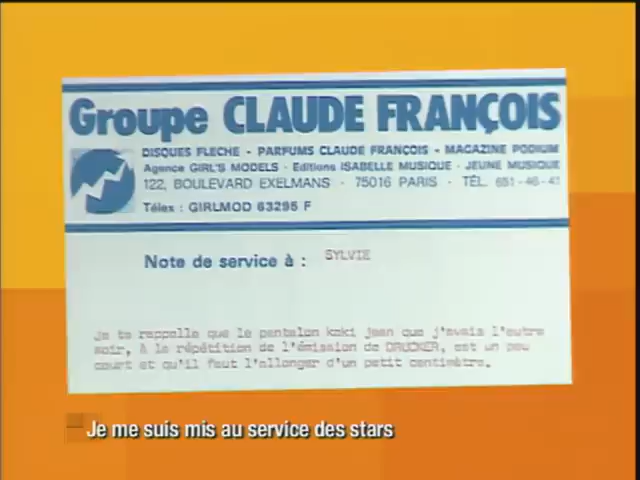 Groupe CLAUDE FRANÇOIS
DISQUES FLECHE - PARFUMS CLAUDE FRANÇOIS - MAGAZINE PODIUM
Agence GIRL'S MODELS - Editions ISABELLE MUSIQUE - JEUNE MUSIQUE
122, BOULEVARD EXELMANS - 75016 PARIS - TÉL. 651-46-41
Télex : GIRLMOD 63295 F
Note de service à : SYLVIE
Je te rappelle que le pantalon kaki jean que j'avais l'autre
soir, à la répétition de l'émission de DRUCKER, est un peu
court et qu'il faut l'allonger d'un petit centimètre.
Je me suis mis au service des stars